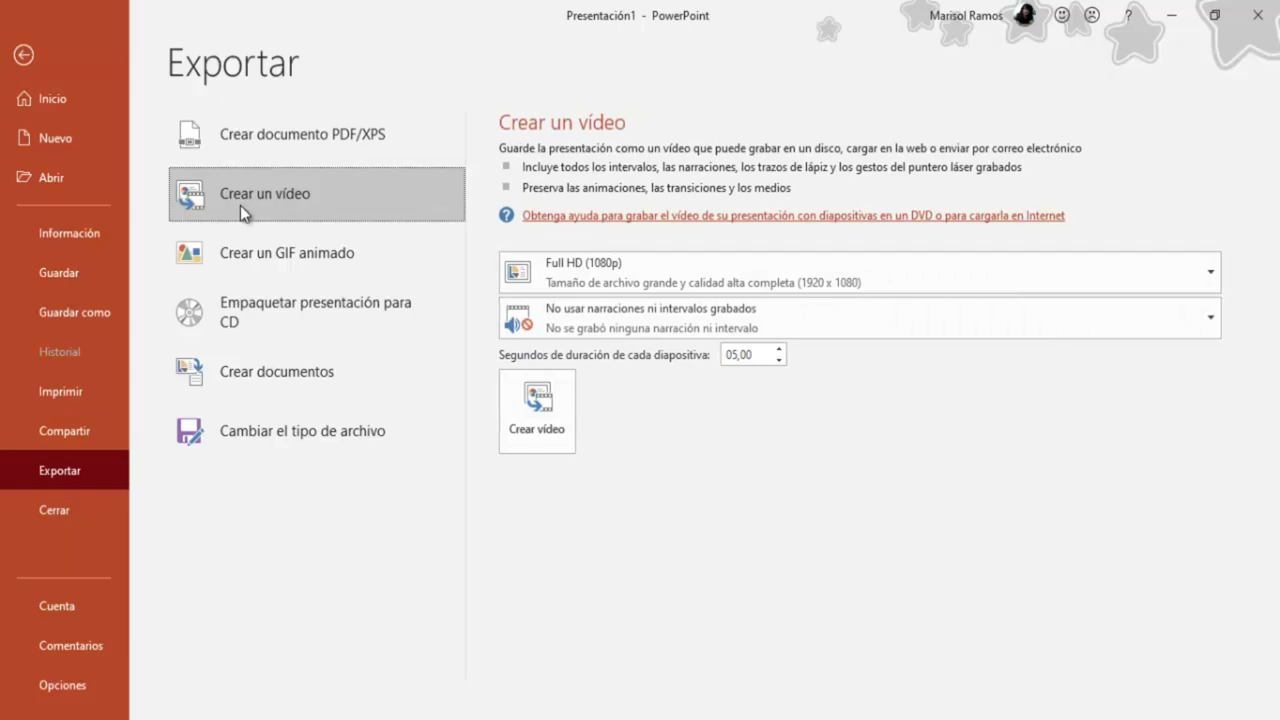 Presentación1 - PowerPoint
Marisol Ramos
?
Inicio
Nuevo
Abrir
Información
Guardar
Guardar como
Historial
Imprimir
Compartir
Exportar
Cerrar
Cuenta
Comentarios
Opciones
Exportar
Crear documento PDF/XPS
Crear un vídeo
Crear un GIF animado
Empaquetar presentación para
CD
Crear documentos
Cambiar el tipo de archivo
Crear un vídeo
Guarde la presentación como un vídeo que puede grabar en un disco, cargar en la web o enviar por correo electrónico
Incluye todos los intervalos, las narraciones, los trazos de lápiz y los gestos del puntero láser grabados
Preserva las animaciones, las transiciones y los medios
Obtenga ayuda para grabar el vídeo de su presentación con diapositivas en un DVD o para cargarla en Internet
Full HD (1080p)
Tamaño de archivo grande y calidad alta completa (1920 x 1080)
No usar narraciones ni intervalos grabados
No se grabó ninguna narración ni intervalo
Segundos de duración de cada diapositiva: 05,00
Crear vídeo